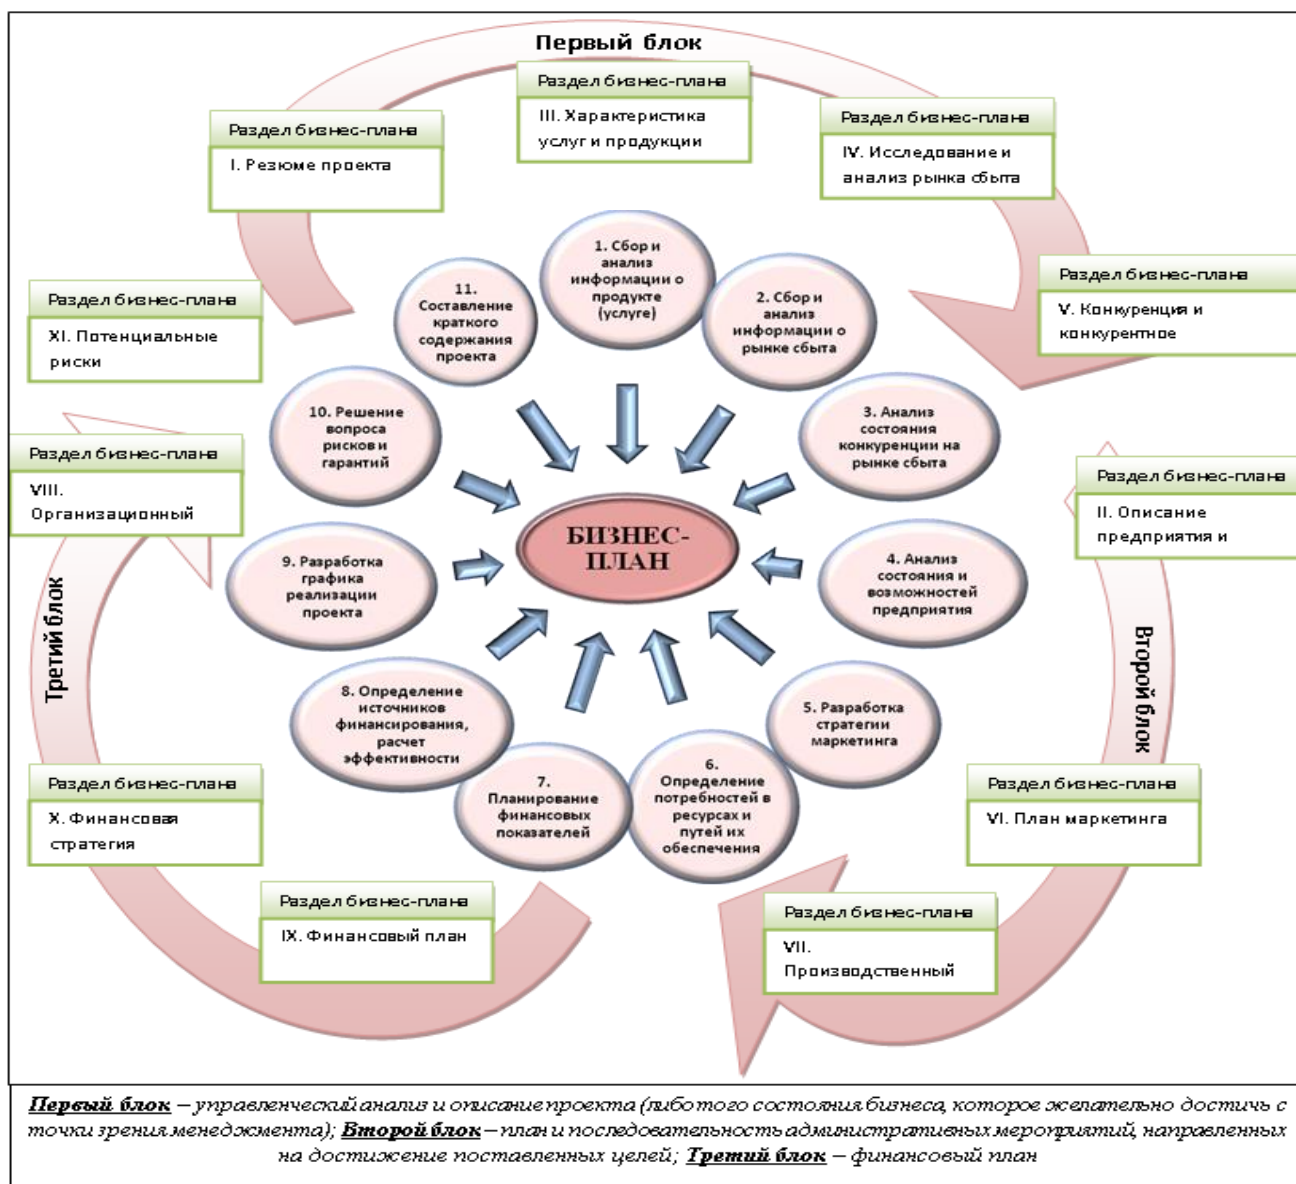 Первый блок
Раздел бизнес-плана
I. Резюме проекта
Раздел бизнес-плана
III. Характеристика
услуг и продукции
Раздел бизнес-плана
IV. Исследование и
анализ рынка сбыта
Раздел бизнес-плана
V. Конкуренция и
конкурентное
Раздел бизнес-плана
II. Описание
предприятия и
Второй блок
Раздел бизнес-плана
VI. План маркетинга
Раздел бизнес-плана
VII.
Производственный
Раздел бизнес-плана
IX. Финансовый план
Раздел бизнес-плана
X. Финансовая
стратегия
Третий блок
Раздел бизнес-плана
VIII.
Организационный
Раздел бизнес-плана
XI. Потенциальные
риски
1. Сбор и
анализ
информации о
продукте
(услуге)
2. Сбор и
анализ
информации о
рынке сбыта
3. Анализ
состояния
конкуренции на
рынке сбыта
4. Анализ
состояния и
возможностей
предприятия
5. Разработка
стратегии
маркетинга
6.
Определение
потребностей в
ресурсах и
путей их
обеспечения
7.
Планирование
финансовых
показателей
8. Определение
источников
финансирования,
расчет
эффективности
9. Разработка
графика
реализации
проекта
10. Решение
вопроса
рисков и
гарантий
11.
Составление
краткого
содержания
проекта
БИЗНЕС-
ПЛАН
Первый блок – управленческий анализ и описание проекта (либо того состояния бизнеса, которое желательно достичь с
точки зрения менеджмента); Второй блок – план и последовательность административных мероприятий, направленных
на достижение поставленных целей; Третий блок – финансовый план